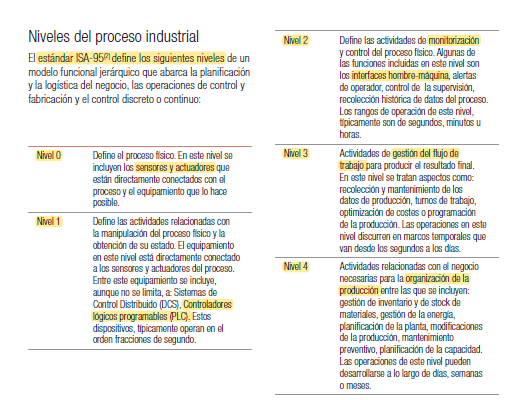 Niveles del proceso industrial
El estándar ISA-95(2) define los siguientes niveles de un
modelo funcional jerárquico que abarca la planificación
y la logística del negocio, las operaciones de control y
fabricación y el control discreto o continuo:
Nivel 0
Define el proceso físico. En este nivel se
incluyen los sensores y actuadores que
están directamente conectados con el
proceso y el equipamiento que lo hace
posible.
Nivel 1
Define las actividades relacionadas con
la manipulación del proceso físico y la
obtención de su estado. El equipamiento
en este nivel está directamente conectado
a los sensores y actuadores del proceso.
Entre este equipamiento se incluye,
aunque no se limita, a: Sistemas de
Control Distribuido (DCS), Controladores
lógicos programables (PLC). Estos
dispositivos, típicamente operan en el
orden fracciones de segundo.
Nivel 2
Define las actividades de monitorización
y control del proceso físico. Algunas de
las funciones incluidas en este nivel son
los interfaces hombre-máquina, alertas
de operador, control de la supervisión,
recolección histórica de datos del proceso.
Los rangos de operación de este nivel,
típicamente son de segundos, minutos u
horas.
Nivel 3
Actividades de gestión del flujo de
trabajo para producir el resultado final.
En este nivel se tratan aspectos como:
recolección y mantenimiento de los
datos de producción, turnos de trabajo,
optimización de costes o programación
de la producción. Las operaciones en este
nivel discurren en marcos temporales que
van desde los segundos a los días.
Nivel 4
Actividades relacionadas con el negocio
necesarias para la organización de la
producción entre las que se incluyen:
gestión de inventario y de stock de
materiales, gestión de la energía,
planificación de la planta, modificaciones
de la producción, mantenimiento
preventivo, planificación de la capacidad.
Las operaciones de este nivel pueden
desarrollarse a lo largo de días, semanas
o meses.